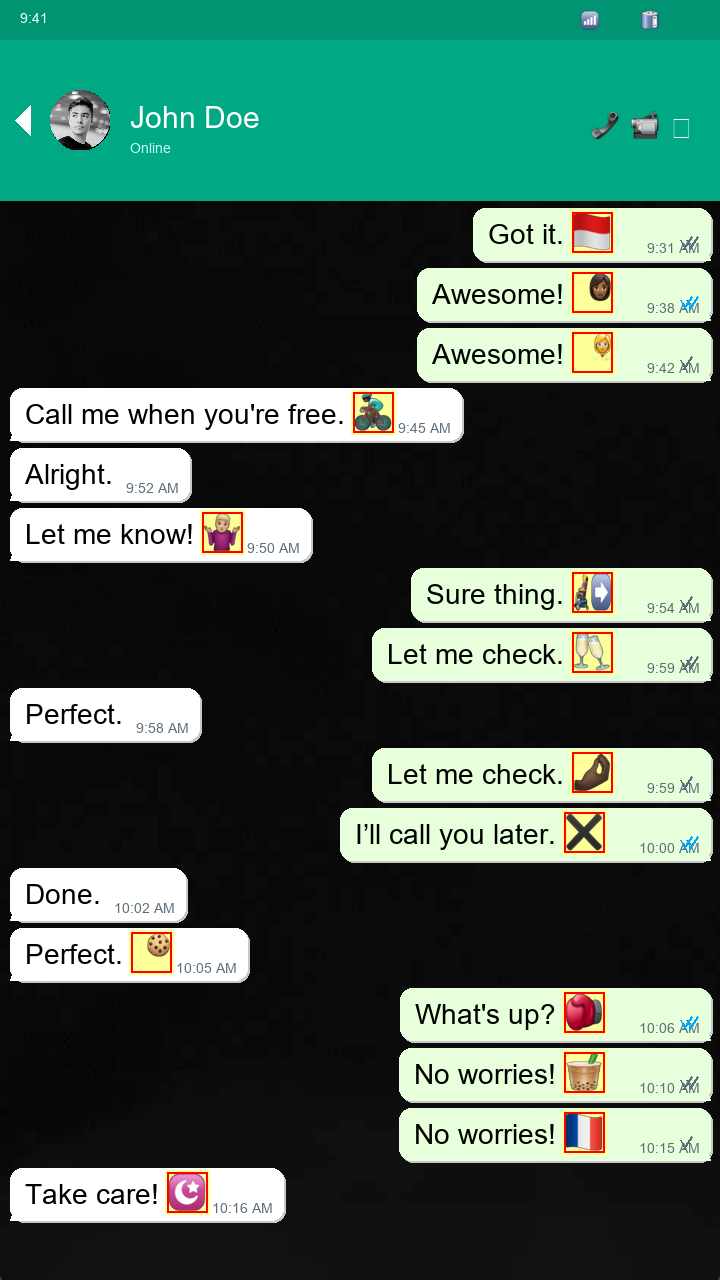 9:41
John Doe
Online
Got it. 🇮🇩 9:31 AM
Awesome! 👩🏾 9:38 AM
Awesome! 👱‍♀️ 9:42 AM
Call me when you're free. 🚴🏿 9:45 AM
Alright. 9:52 AM
Let me know! 🤷🏼‍♀️ 9:50 AM
Sure thing. 👩🏿‍🦽‍➡️ 9:54 AM
Let me check. 🥂 9:59 AM
Perfect. 9:58 AM
Let me check. 🤌🏿 9:59 AM
I’ll call you later. ✖️ 10:00 AM
Done. 10:02 AM
Perfect. 🍪 10:05 AM
What's up? 🥊 10:06 AM
No worries! 🧋 10:10 AM
No worries! 🇫🇷 10:15 AM
Take care! ☪️ 10:16 AM